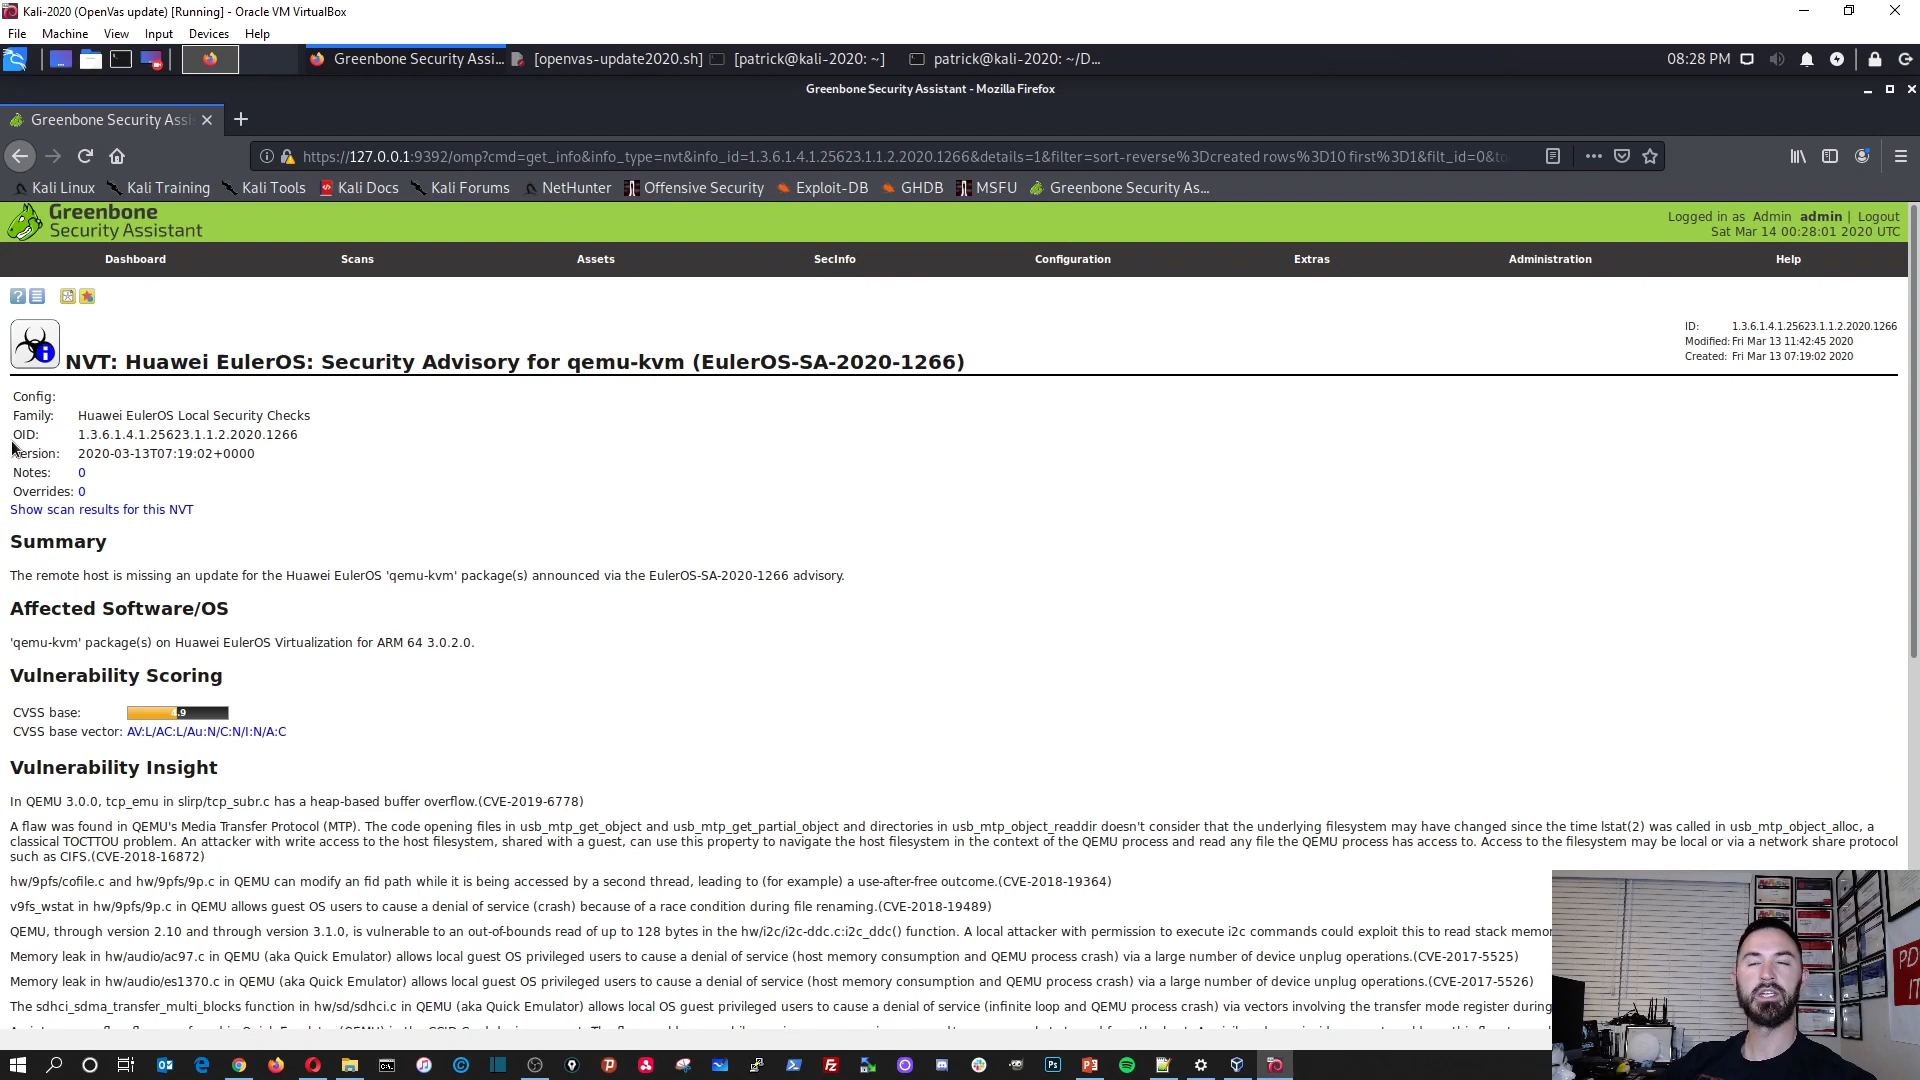 Kali-2020 (OpenVas update) [Running] - Oracle VM VirtualBox
File Machine View Input Devices Help
Greenbone Security Assi... [openvas-update2020.sh] [patrick@kali-2020: ~] patrick@kali-2020: ~/D... 08:28 PM
Greenbone Security Assistant - Mozilla Firefox
Greenbone Security Assi
https://127.0.0.1:9392/omp?cmd=get_info&info_type=nvt&info_id=1.3.6.1.4.1.25623.1.1.2.2020.1266&details=1&filter=sort-reverse%3Dcreated rows%3D10 first%3D1&filt_id=0&to
Kali Linux Kali Training Kali Tools Kali Docs Kali Forums NetHunter Offensive Security Exploit-DB GHDB MSFU Greenbone Security As...
Greenbone
Security Assistant
Logged in as Admin admin | Logout
Sat Mar 14 00:28:01 2020 UTC
Dashboard Scans Assets SecInfo Configuration Extras Administration Help
ID: 1.3.6.1.4.1.25623.1.1.2.2020.1266
Modified: Fri Mar 13 11:42:45 2020
Created: Fri Mar 13 07:19:02 2020
NVT: Huawei EulerOS: Security Advisory for qemu-kvm (EulerOS-SA-2020-1266)
Config:
Family: Huawei EulerOS Local Security Checks
OID: 1.3.6.1.4.1.25623.1.1.2.2020.1266
Version: 2020-03-13T07:19:02+0000
Notes: 0
Overrides: 0
Show scan results for this NVT
Summary
The remote host is missing an update for the Huawei EulerOS 'qemu-kvm' package(s) announced via the EulerOS-SA-2020-1266 advisory.
Affected Software/OS
'qemu-kvm' package(s) on Huawei EulerOS Virtualization for ARM 64 3.0.2.0.
Vulnerability Scoring
CVSS base: 4.9
CVSS base vector: AV:L/AC:L/Au:N/C:N/I:N/A:C
Vulnerability Insight
In QEMU 3.0.0, tcp_emu in slirp/tcp_subr.c has a heap-based buffer overflow.(CVE-2019-6778)
A flaw was found in QEMU's Media Transfer Protocol (MTP). The code opening files in usb_mtp_get_object and usb_mtp_get_partial_object and directories in usb_mtp_object_readdir doesn't consider that the underlying filesystem may have changed since the time lstat(2) was called in usb_mtp_object_alloc, a
classical TOCTTOU problem. An attacker with write access to the host filesystem, shared with a guest, can use this property to navigate the host filesystem in the context of the QEMU process and read any file the QEMU process has access to. Access to the filesystem may be local or via a network share protocol
such as CIFS.(CVE-2018-16872)
hw/9pfs/cofile.c and hw/9pfs/9p.c in QEMU can modify an fid path while it is being accessed by a second thread, leading to (for example) a use-after-free outcome.(CVE-2018-19364)
v9fs_wstat in hw/9pfs/9p.c in QEMU allows guest OS users to cause a denial of service (crash) because of a race condition during file renaming.(CVE-2018-19489)
QEMU, through version 2.10 and through version 3.1.0, is vulnerable to an out-of-bounds read of up to 128 bytes in the hw/i2c/i2c-ddc.c:i2c_ddc() function. A local attacker with permission to execute i2c commands could exploit this to read stack memor
Memory leak in hw/audio/ac97.c in QEMU (aka Quick Emulator) allows local guest OS privileged users to cause a denial of service (host memory consumption and QEMU process crash) via a large number of device unplug operations.(CVE-2017-5525)
Memory leak in hw/audio/es1370.c in QEMU (aka Quick Emulator) allows local guest OS privileged users to cause a denial of service (host memory consumption and QEMU process crash) via a large number of device unplug operations.(CVE-2017-5526)
The sdhci_sdma_transfer_multi_blocks function in hw/sd/sdhci.c in QEMU (aka Quick Emulator) allows local OS guest privileged users to cause a denial of service (infinite loop and QEMU process crash) via vectors involving the transfer mode register during